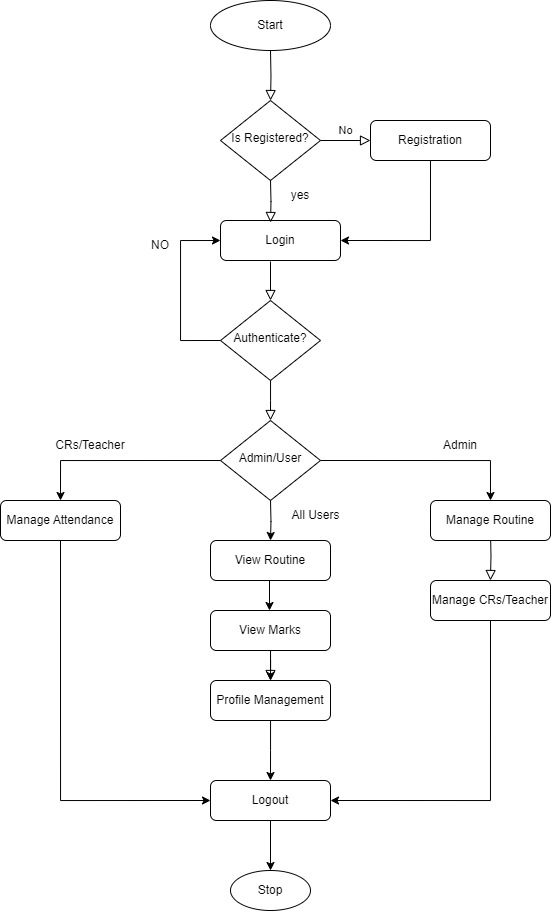 Start
Is Registered?
No
Registration
yes
Login
NO
Authenticate?
CRs/Teacher
Admin/User
Admin
Manage Attendance
All Users
Manage Routine
View Routine
Manage CRs/Teacher
View Marks
Profile Management
Logout
Stop